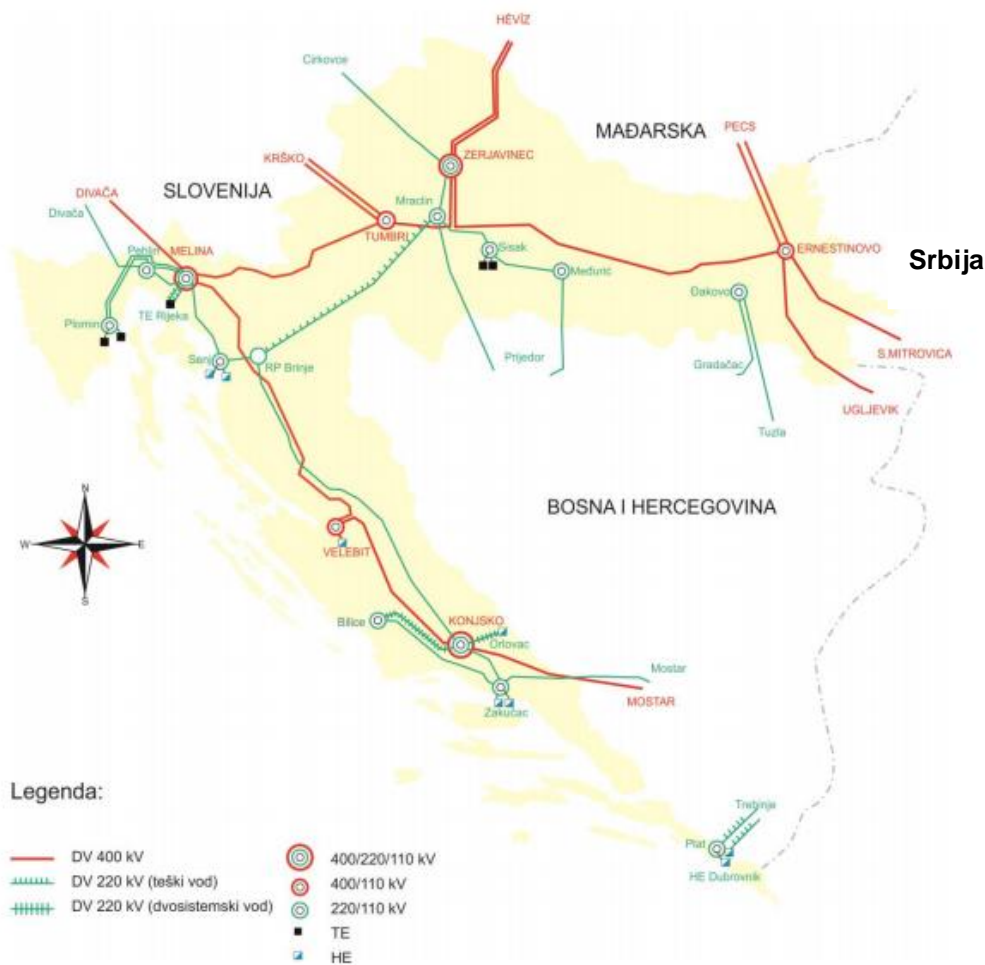 HÉVÍZ
Cirkovce
MAĐARSKA
PECS
ZERJAVINEC
KRŠKO
SLOVENIJA
DIVAČA
Divača
Mraclin
TUMBRI
Pehlin
MELINA
Sisak
ERNESTINOVO
Srbija
Međurić
Đakovo
TE Rijeka
Plomin
Senj
RP Brinje
Prijedor
Gradačac
S.MITROVICA
UGLJEVIK
Tuzla
N
W
E
S
BOSNA I HERCEGOVINA
VELEBIT
KONJSKO
Bilice
Orlovac
Mostar
MOSTAR
Zakučac
Trebinje
Plat
HE Dubrovnik
Legenda:
DV 400 kV
DV 220 kV (teški vod)
DV 220 kV (dvosistemski vod)
400/220/110 kV
400/110 kV
220/110 kV
TE
HE